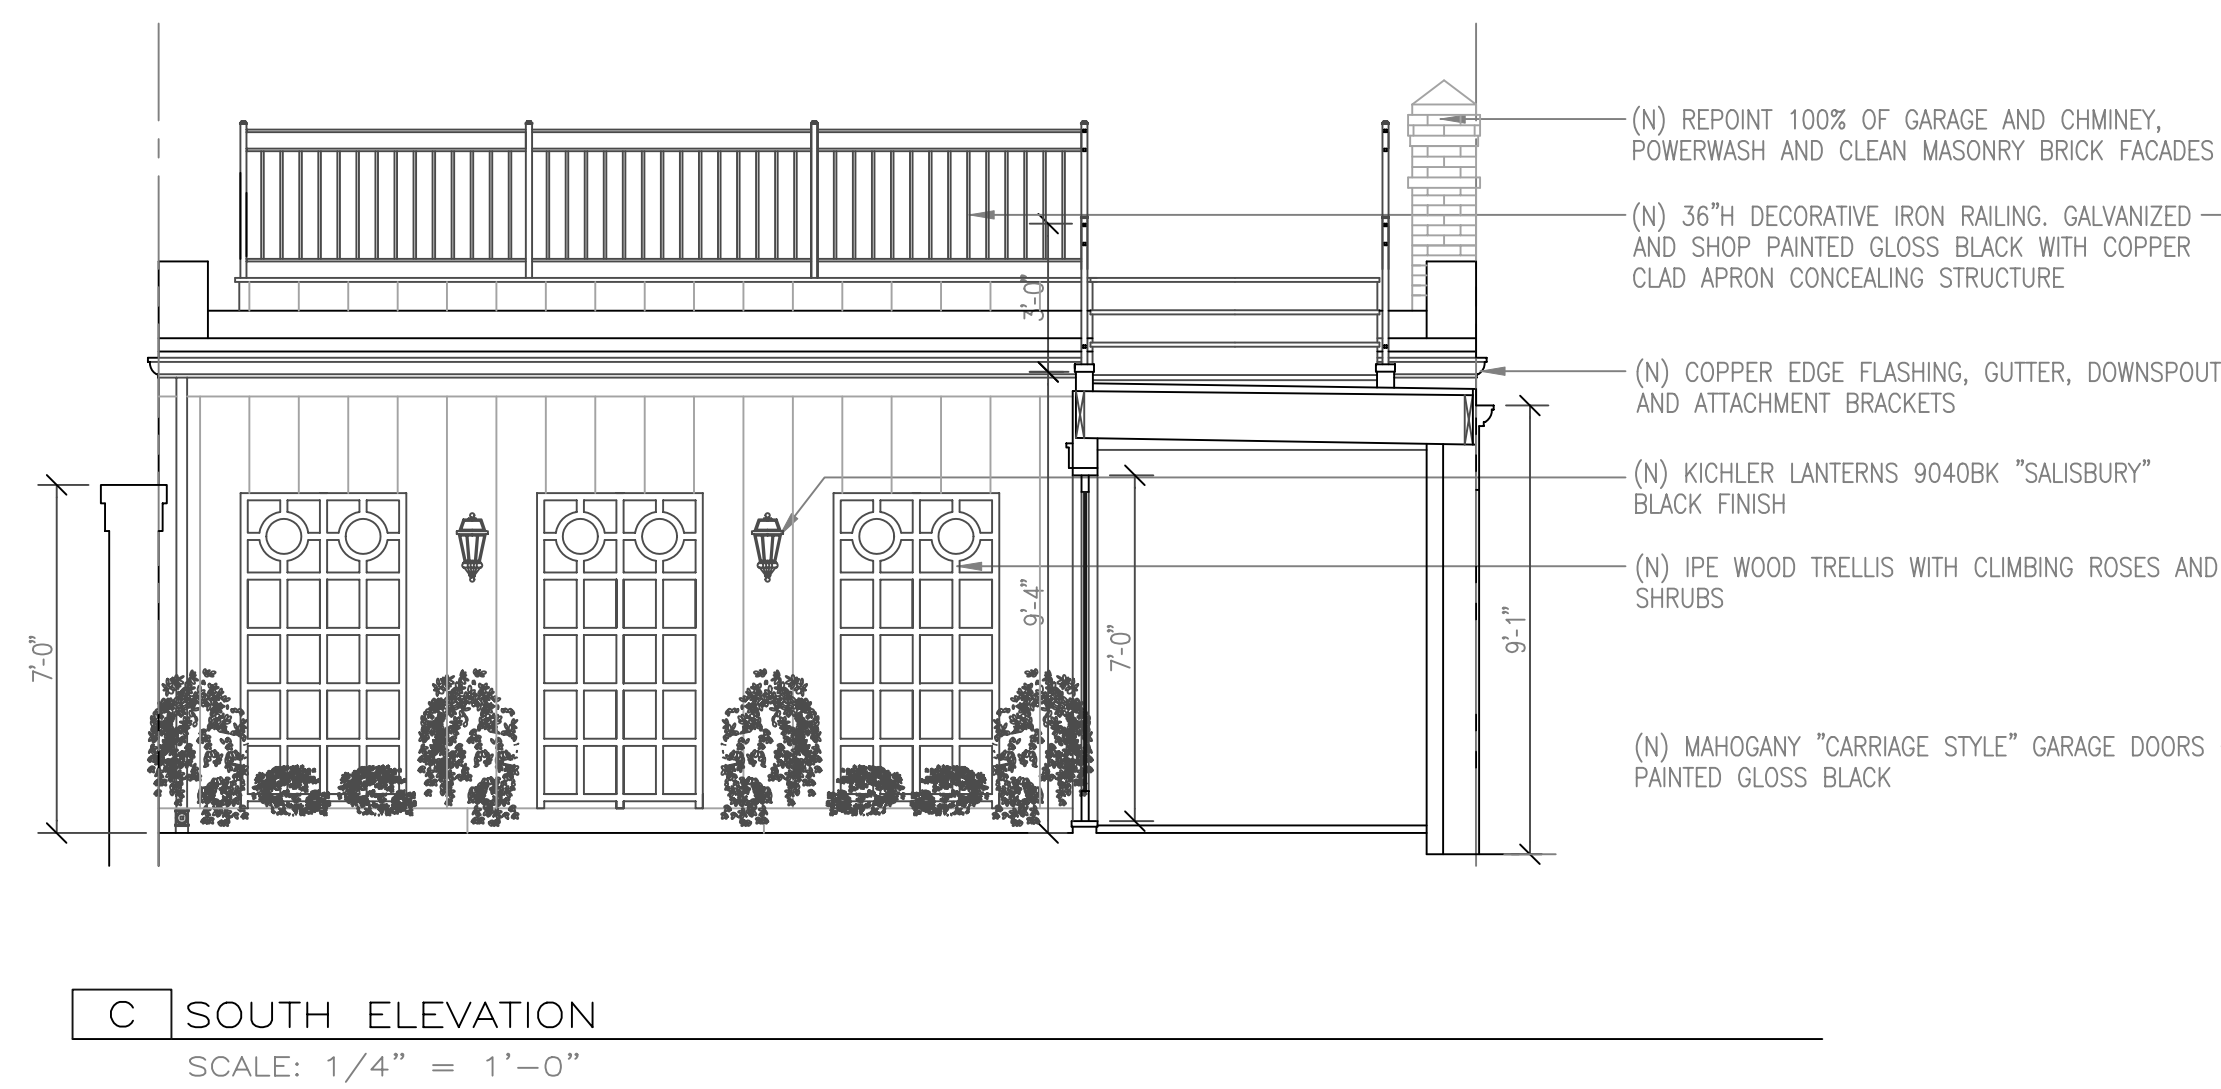 (N) REPOINT 100% OF GARAGE AND CHMINEY,
POWERWASH AND CLEAN MASONRY BRICK FACADES
(N) 36"H DECORATIVE IRON RAILING. GALVANIZED
AND SHOP PAINTED GLOSS BLACK WITH COPPER
CLAD APRON CONCEALING STRUCTURE
(N) COPPER EDGE FLASHING, GUTTER, DOWNSPOUT
AND ATTACHMENT BRACKETS
(N) KICHLER LANTERNS 9040BK "SALISBURY"
BLACK FINISH
(N) IPE WOOD TRELLIS WITH CLIMBING ROSES AND
SHRUBS
(N) MAHOGANY "CARRIAGE STYLE" GARAGE DOORS
PAINTED GLOSS BLACK
7'-0"
3'-0"
9'-4"
7'-0"
9'-1"
C SOUTH ELEVATION
SCALE: 1/4" = 1'-0"